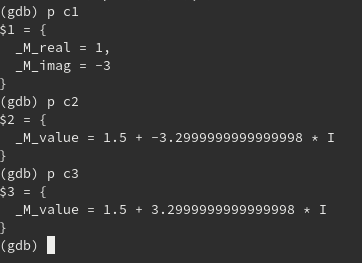 (gdb) p c1
$1 = {
  _M_real = 1,
  _M_imag = -3
}
(gdb) p c2
$2 = {
  _M_value = 1.5 + -3.2999999999999998 * I
}
(gdb) p c3
$3 = {
  _M_value = 1.5 + 3.2999999999999998 * I
}
(gdb)